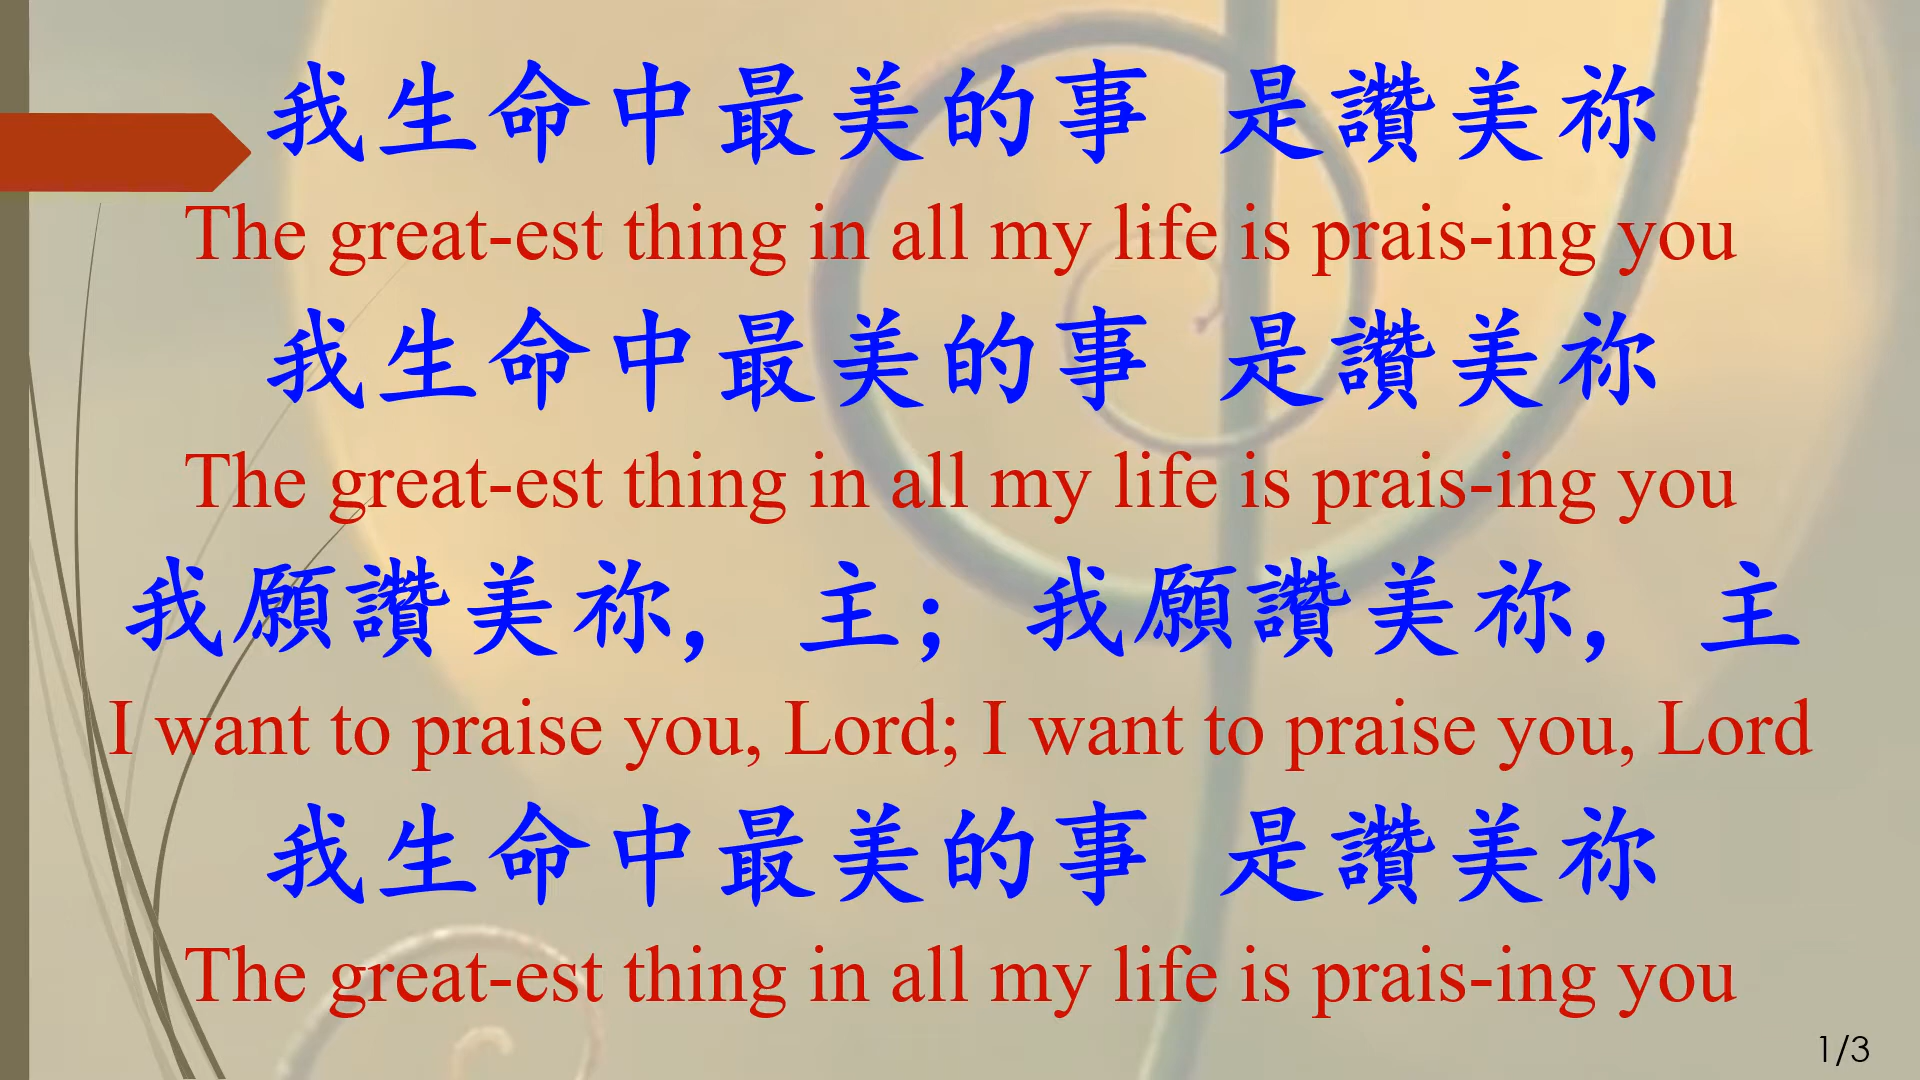 我生命中最美的事 是讚美祢
The great-est thing in all my life is prais-ing you
我生命中最美的事 是讚美祢
The great-est thing in all my life is prais-ing you
我願讚美祢, 主; 我願讚美祢, 主
I want to praise you, Lord; I want to praise you, Lord
我生命中最美的事 是讚美祢
The great-est thing in all my life is prais-ing you
1/3